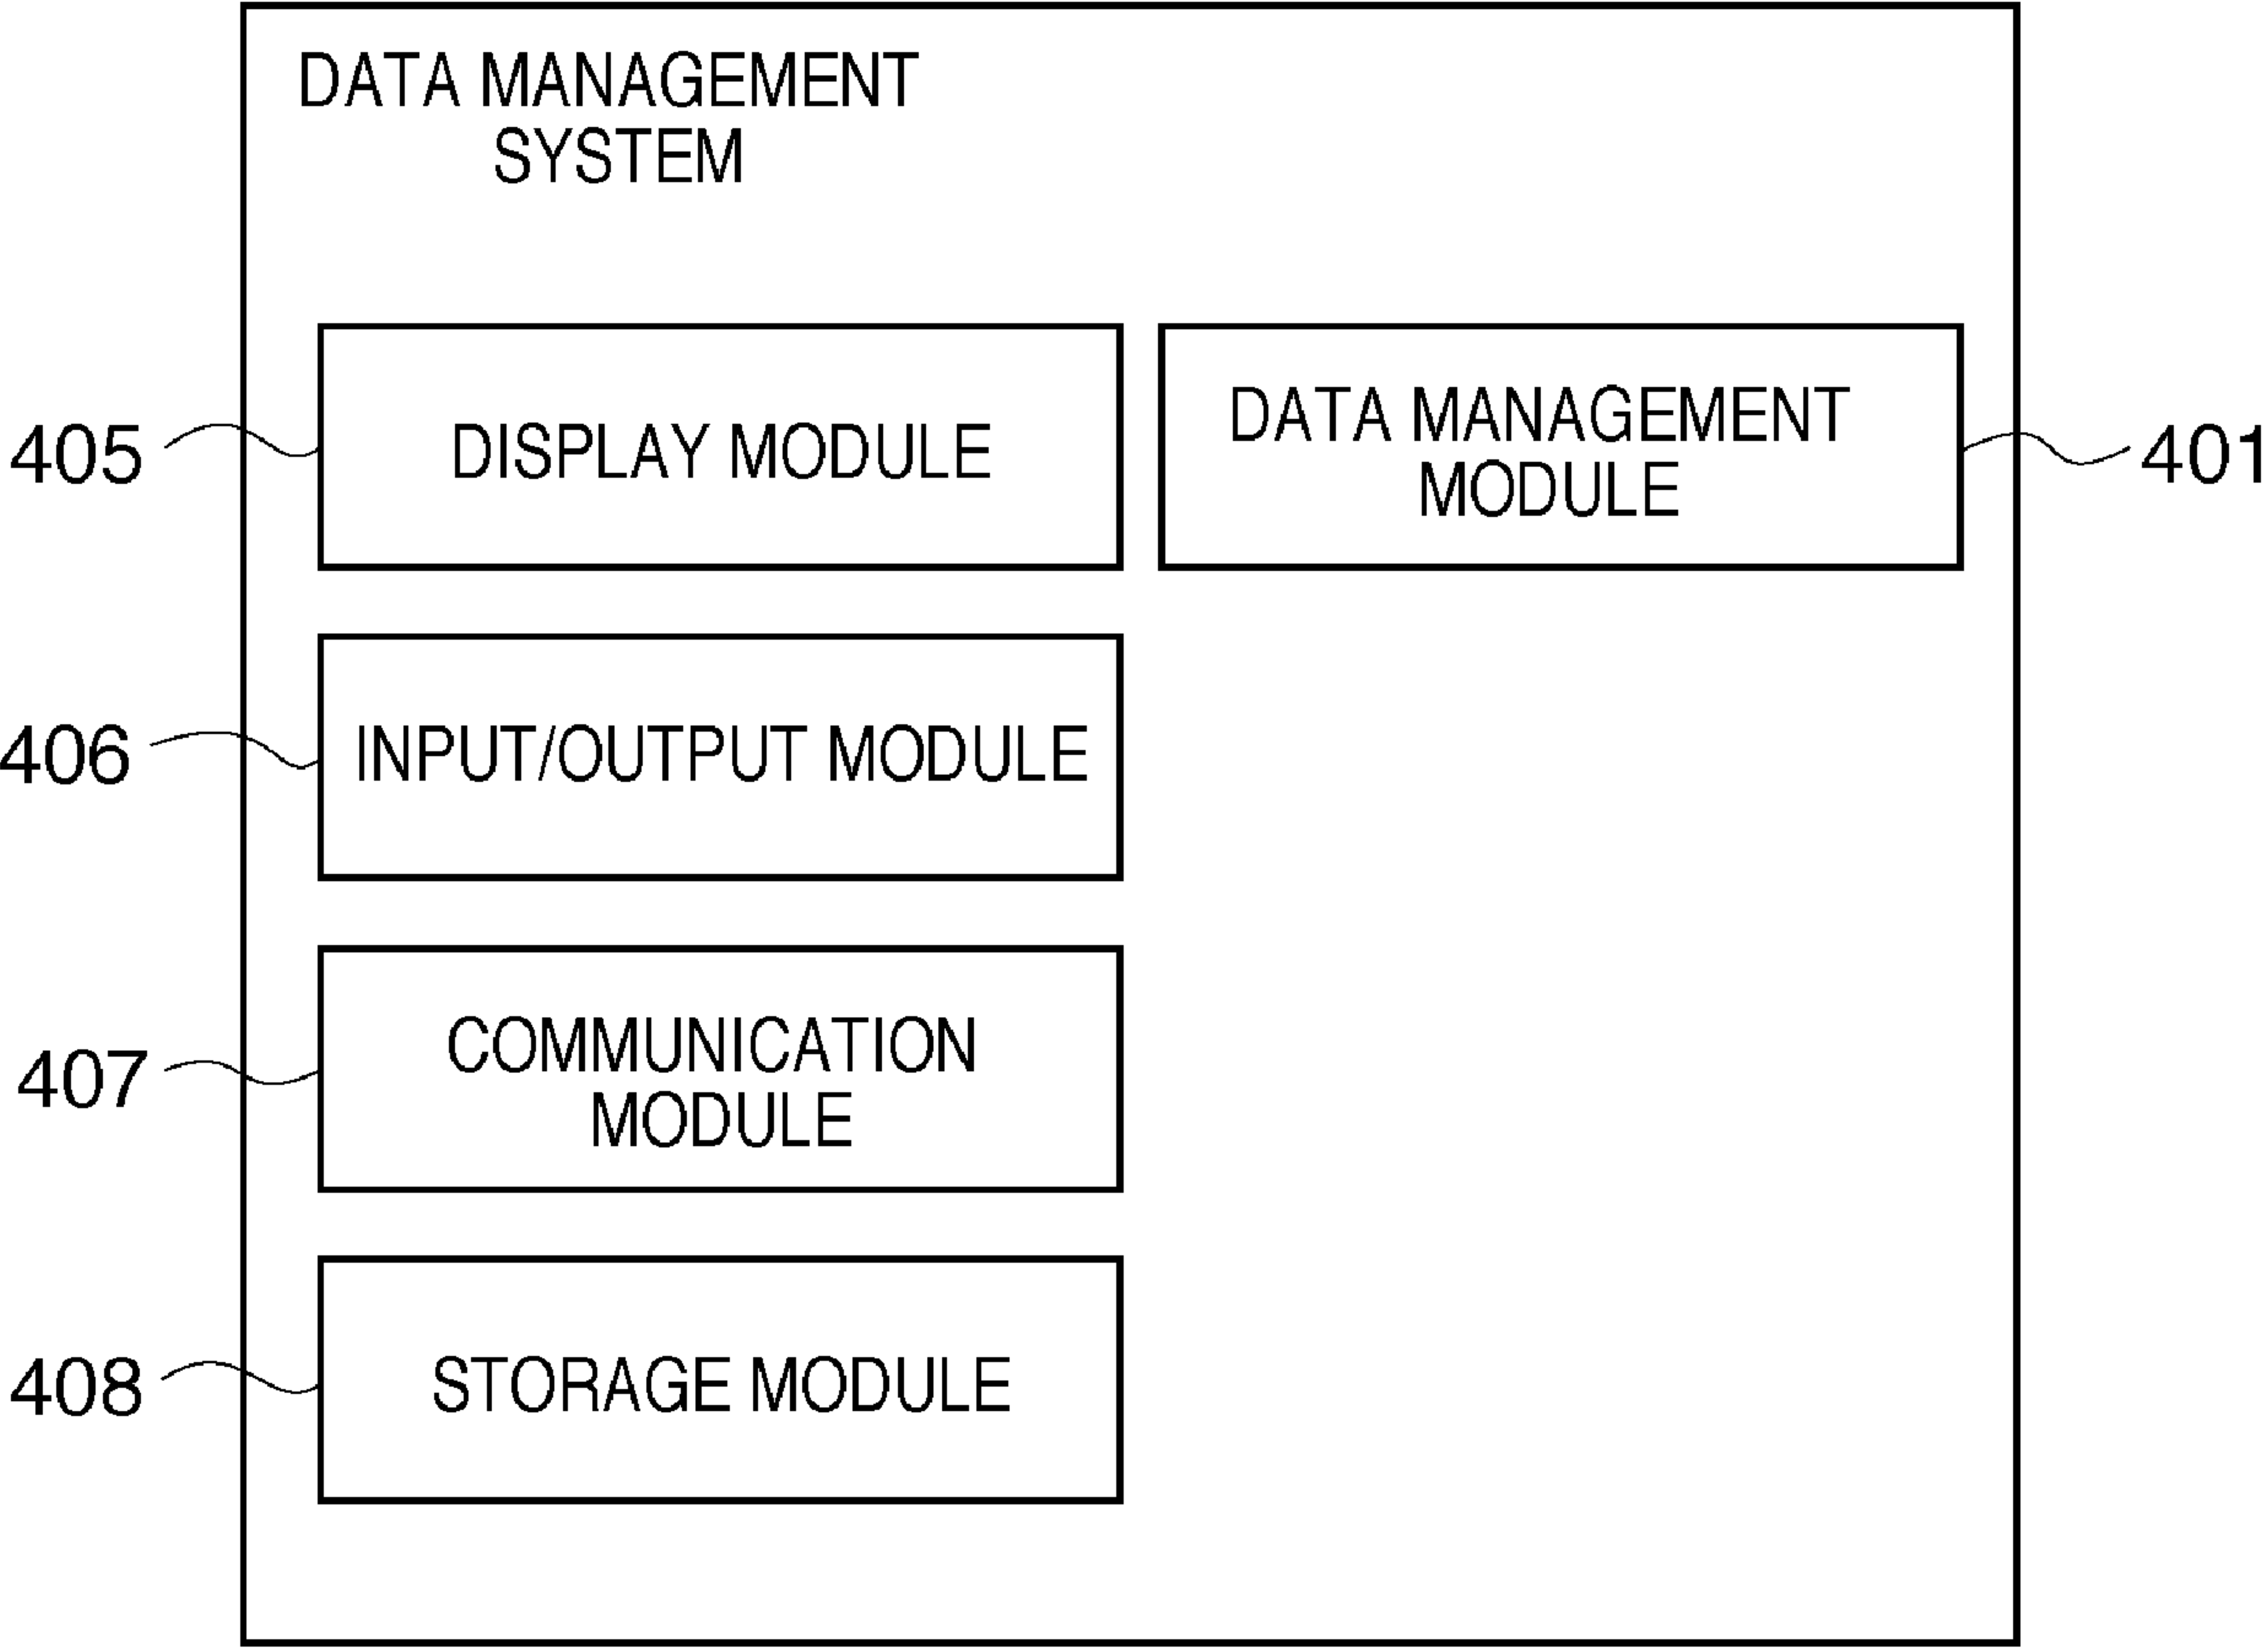 DATA MANAGEMENT
SYSTEM
405
DISPLAY MODULE
DATA MANAGEMENT
MODULE
401
406
INPUT/OUTPUT MODULE
407
COMMUNICATION
MODULE
408
STORAGE MODULE